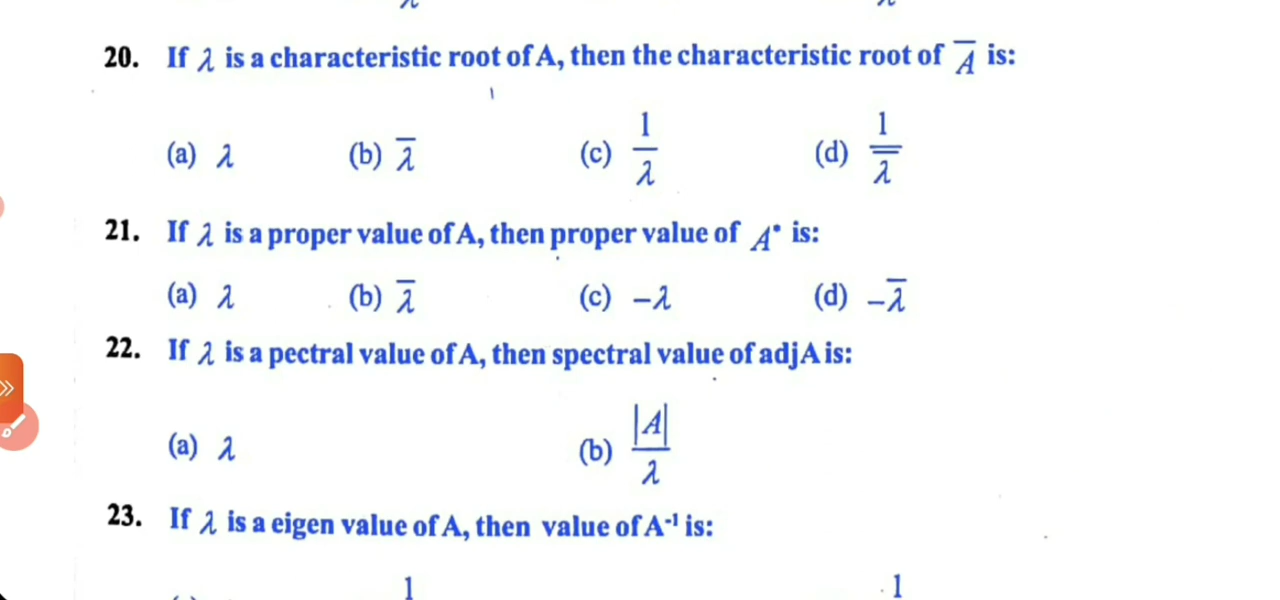 20. If λ is a characteristic root of A, then the characteristic root of A̅ is:
(a) λ (b) λ̅ (c) 1/λ (d) 1/λ̅
21. If λ is a proper value of A, then proper value of A• is:
(a) λ (b) λ̅ (c) −λ (d) −λ̅
22. If λ is a pectral value of A, then spectral value of adjA is:
(a) λ (b) |A|/λ
23. If λ is a eigen value of A, then value of A⁻¹ is:
1 1